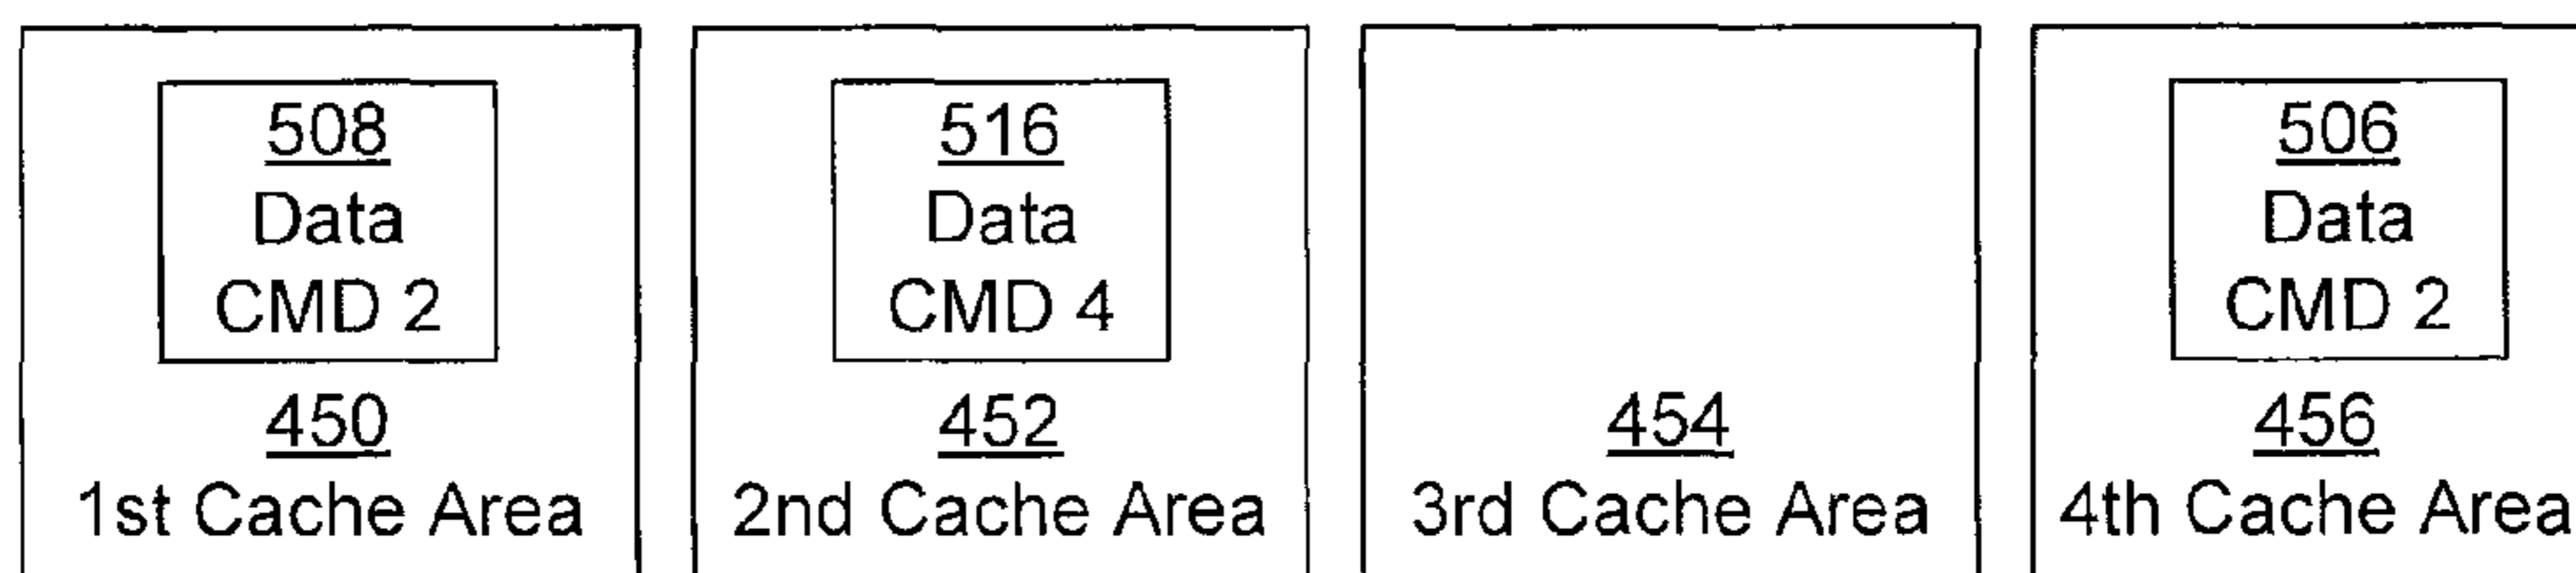 508
Data
CMD 2
450
1st Cache Area
516
Data
CMD 4
452
2nd Cache Area
454
3rd Cache Area
506
Data
CMD 2
456
4th Cache Area